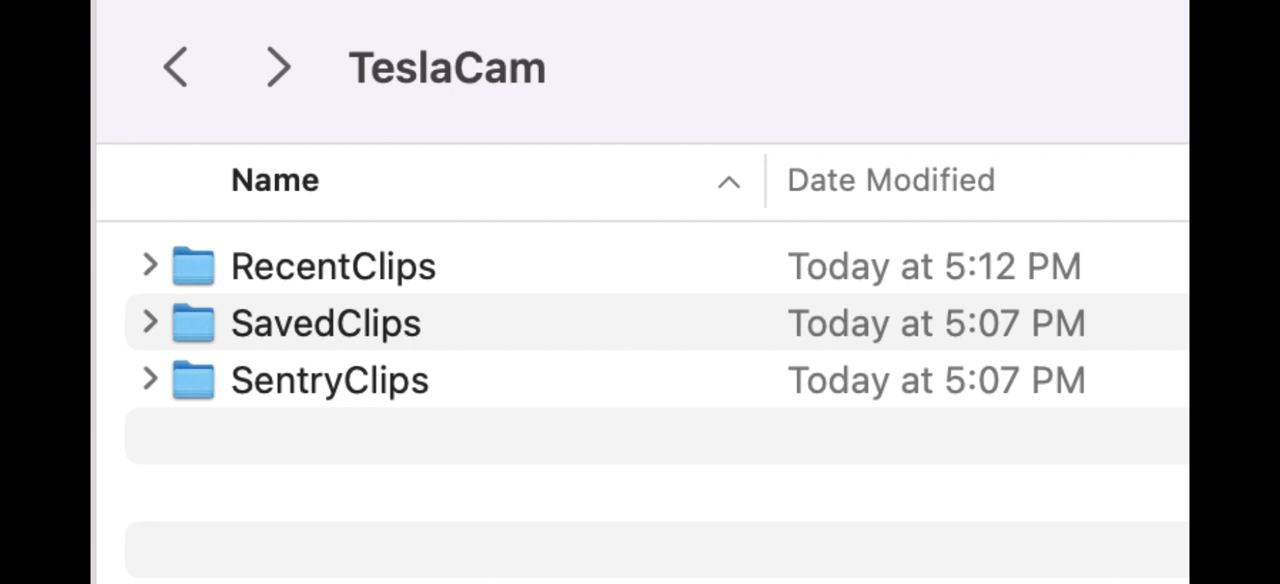 TeslaCam
Name Date Modified
RecentClips Today at 5:12 PM
SavedClips Today at 5:07 PM
SentryClips Today at 5:07 PM